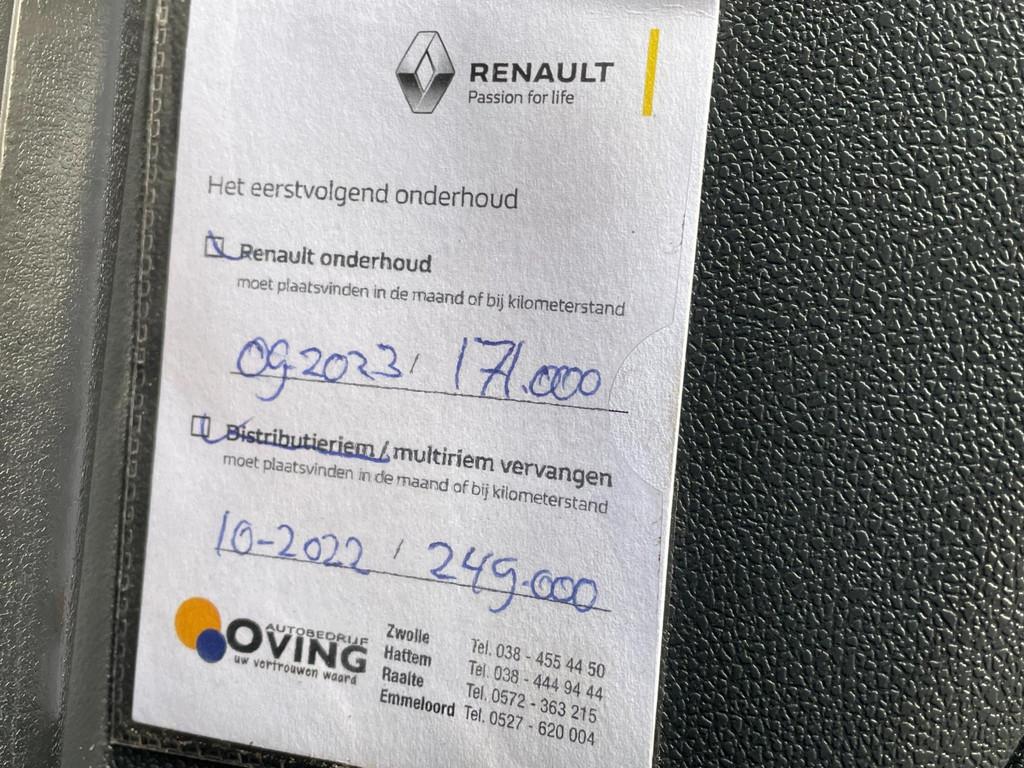 RENAULT
Passion for life
Het eerstvolgend onderhoud
Renault onderhoud
moet plaatsvinden in de maand of bij kilometerstand
09-2023 / 171.000
Distributieriem / multiriem vervangen
moet plaatsvinden in de maand of bij kilometerstand
10-2022 / 249.000
AUTOBEDRIJF
OVING
uw vertrouwen waard
Zwolle Tel. 038 - 455 44 50
Hattem Tel. 038 - 444 94 44
Raalte Tel. 0572 - 363 215
Emmeloord Tel. 0527 - 620 004